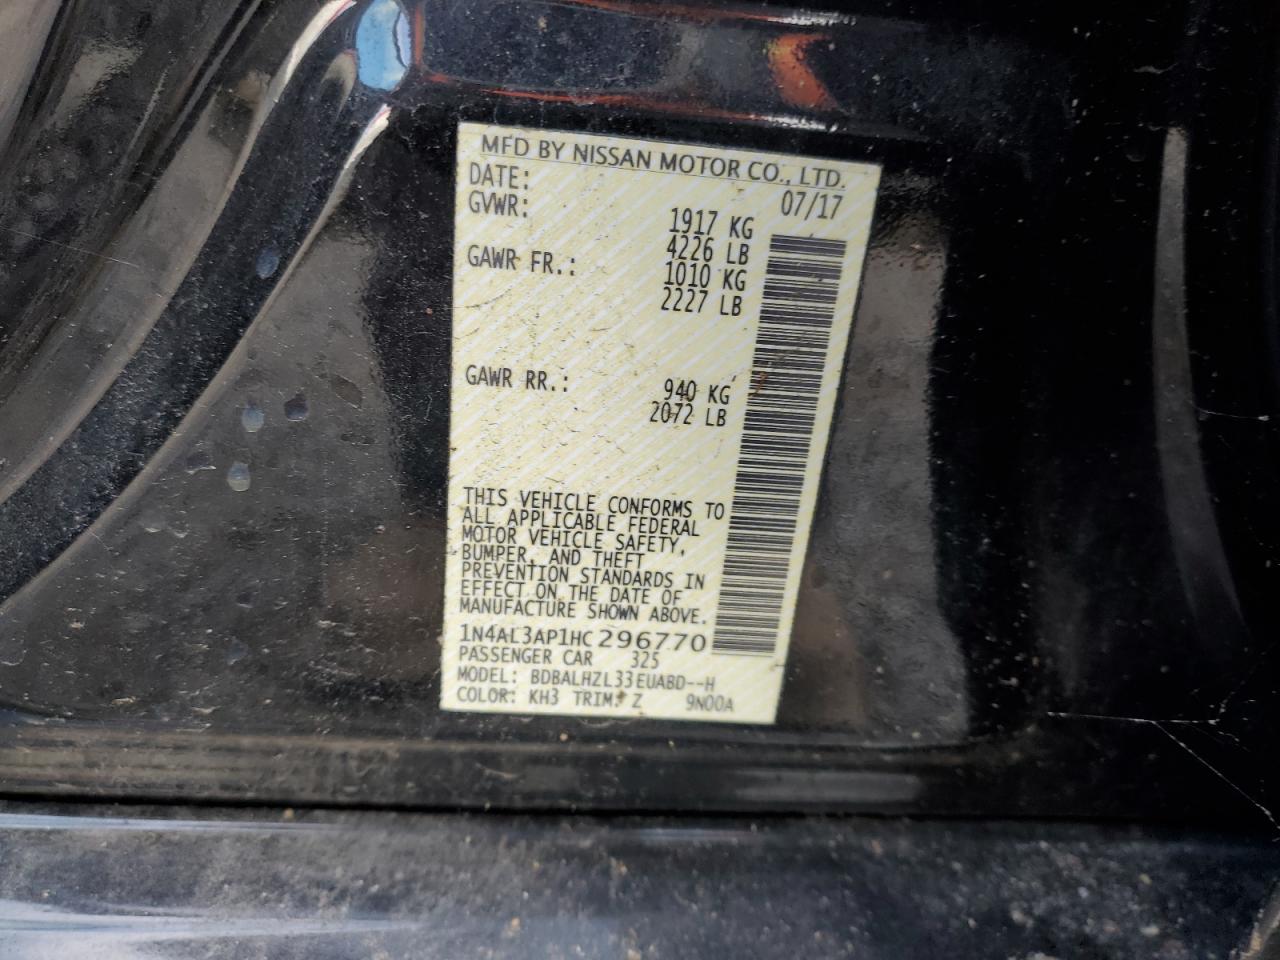 MFD BY NISSAN MOTOR CO., LTD.
DATE: 07/17
GVWR: 1917 KG
4226 LB
GAWR FR.: 1010 KG
2227 LB
GAWR RR.: 940 KG
2072 LB
THIS VEHICLE CONFORMS TO
ALL APPLICABLE FEDERAL
MOTOR VEHICLE SAFETY,
BUMPER, AND THEFT
PREVENTION STANDARDS IN
EFFECT ON THE DATE OF
MANUFACTURE SHOWN ABOVE.
1N4AL3AP1HC296770
PASSENGER CAR 325
MODEL: BDBALHZL33EUABD--H
COLOR: KH3 TRIM: Z 9N00A